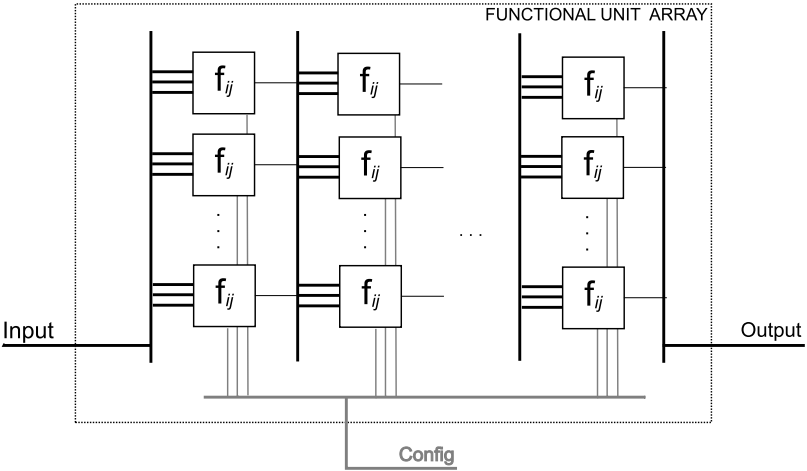 FUNCTIONAL UNIT ARRAY
fij fij fij
fij fij fij
. . .
fij fij fij
Input
Output
Config